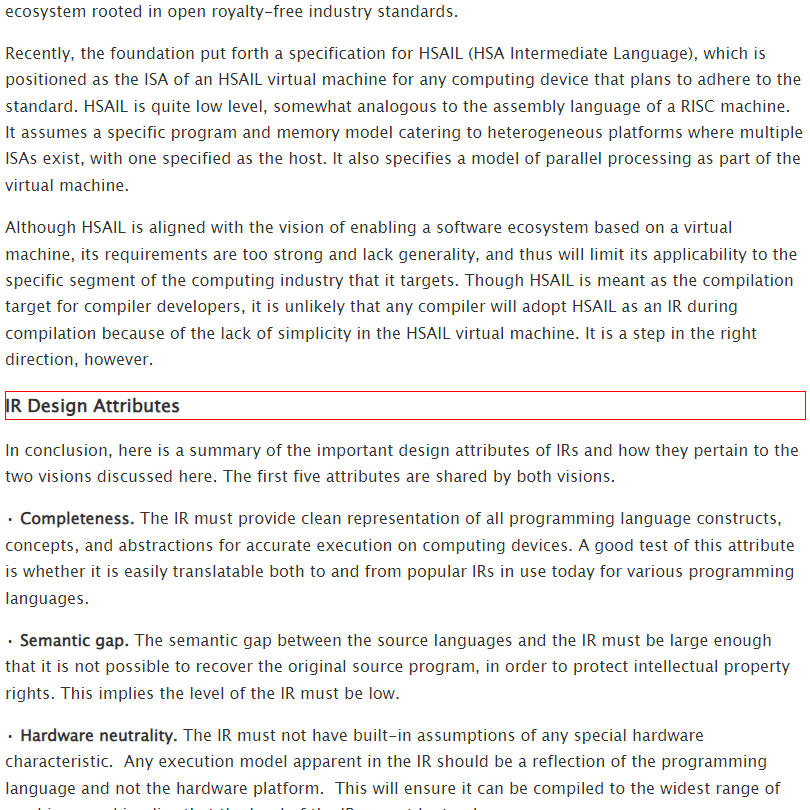 ecosystem rooted in open royalty-free industry standards.
Recently, the foundation put forth a specification for HSAIL (HSA Intermediate Language), which is
positioned as the ISA of an HSAIL virtual machine for any computing device that plans to adhere to the
standard. HSAIL is quite low level, somewhat analogous to the assembly language of a RISC machine.
It assumes a specific program and memory model catering to heterogeneous platforms where multiple
ISAs exist, with one specified as the host. It also specifies a model of parallel processing as part of the
virtual machine.
Although HSAIL is aligned with the vision of enabling a software ecosystem based on a virtual
machine, its requirements are too strong and lack generality, and thus will limit its applicability to the
specific segment of the computing industry that it targets. Though HSAIL is meant as the compilation
target for compiler developers, it is unlikely that any compiler will adopt HSAIL as an IR during
compilation because of the lack of simplicity in the HSAIL virtual machine. It is a step in the right
direction, however.
IR Design Attributes
In conclusion, here is a summary of the important design attributes of IRs and how they pertain to the
two visions discussed here. The first five attributes are shared by both visions.
· Completeness. The IR must provide clean representation of all programming language constructs,
concepts, and abstractions for accurate execution on computing devices. A good test of this attribute
is whether it is easily translatable both to and from popular IRs in use today for various programming
languages.
· Semantic gap. The semantic gap between the source languages and the IR must be large enough
that it is not possible to recover the original source program, in order to protect intellectual property
rights. This implies the level of the IR must be low.
· Hardware neutrality. The IR must not have built-in assumptions of any special hardware
characteristic. Any execution model apparent in the IR should be a reflection of the programming
language and not the hardware platform. This will ensure it can be compiled to the widest range of